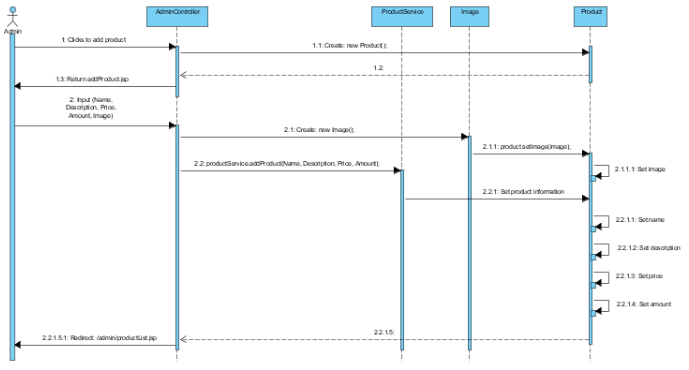 Admin
AdminController
ProductService
Image
Product
1: Clicks to add product
1.1: Create: new Product();
1.2:
1.3: Return addProduct.jsp
2: Input (Name,
Description, Price,
Amount, Image)
2.1: Create: new Image();
2.1.1: product.setImage(image);
2.1.1.1: Set image
2.2: productService.addProduct(Name, Description, Price, Amount);
2.2.1: Set product information
2.2.1.1: Set name
2.2.1.2: Set description
2.2.1.3: Set price
2.2.1.4: Set amount
2.2.1.5:
2.2.1.5.1: Redirect: /admin/productList.jsp